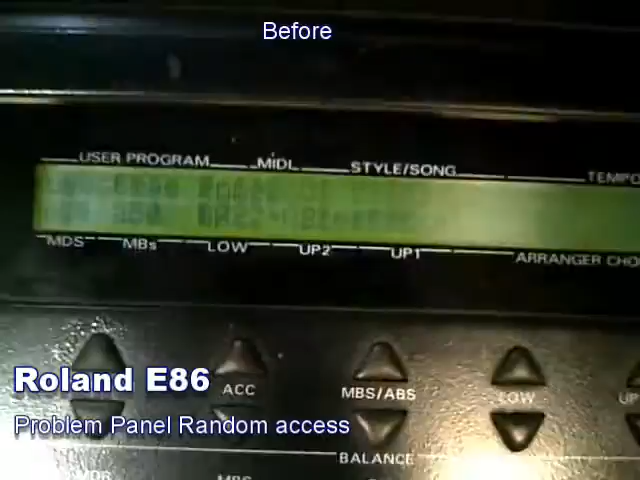 Before
USER PROGRAM MIDI STYLE/SONG TEMPO
MDS MBs LOW UP2 UP1 ARRANGER CHO
Roland E86
ACC MBS/ABS LOW UP
Problem Panel Random access
BALANCE
MBS